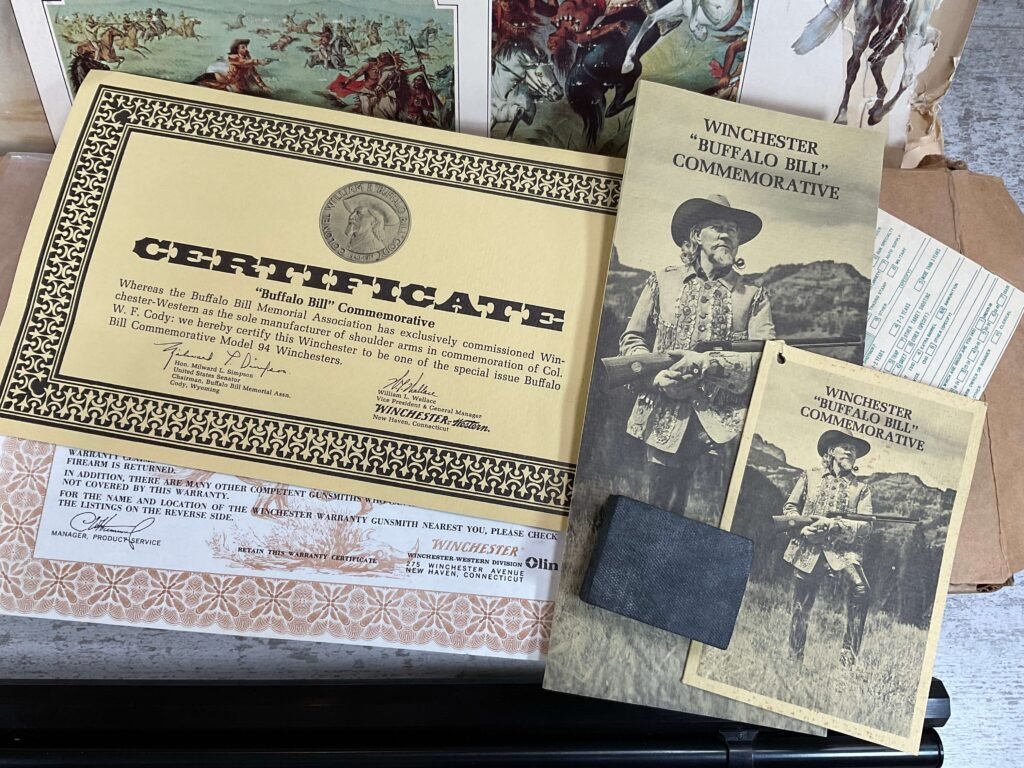 COL. WILLIAM F. "BUFFALO BILL" CODY
CERTIFICATE
"Buffalo Bill" Commemorative
Whereas the Buffalo Bill Memorial Association has exclusively commissioned Win-
chester-Western as the sole manufacturer of shoulder arms in commemoration of Col.
W. F. Cody; we hereby certify this Winchester to be one of the special issue Buffalo
Bill Commemorative Model 94 Winchesters.
Hon. Milward L. Simpson
United States Senator
Chairman, Buffalo Bill Memorial Assn.
Cody, Wyoming
William L. Wallace
Vice President & General Manager
WINCHESTER-Western
New Haven, Connecticut
FIREARM IS RETURNED.
IN ADDITION, THERE ARE MANY OTHER COMPETENT GUNSMITHS
NOT COVERED BY THIS WARRANTY.
FOR THE NAME AND LOCATION OF THE WINCHESTER WARRANTY GUNSMITH NEAREST YOU, PLEASE CHECK
THE LISTINGS ON THE REVERSE SIDE.
MANAGER, PRODUCT SERVICE
RETAIN THIS WARRANTY CERTIFICATE
WINCHESTER
WINCHESTER-WESTERN DIVISION Olin
275 WINCHESTER AVENUE
NEW HAVEN, CONNECTICUT
WINCHESTER
"BUFFALO BILL"
COMMEMORATIVE
WINCHESTER
"BUFFALO BILL"
COMMEMORATIVE